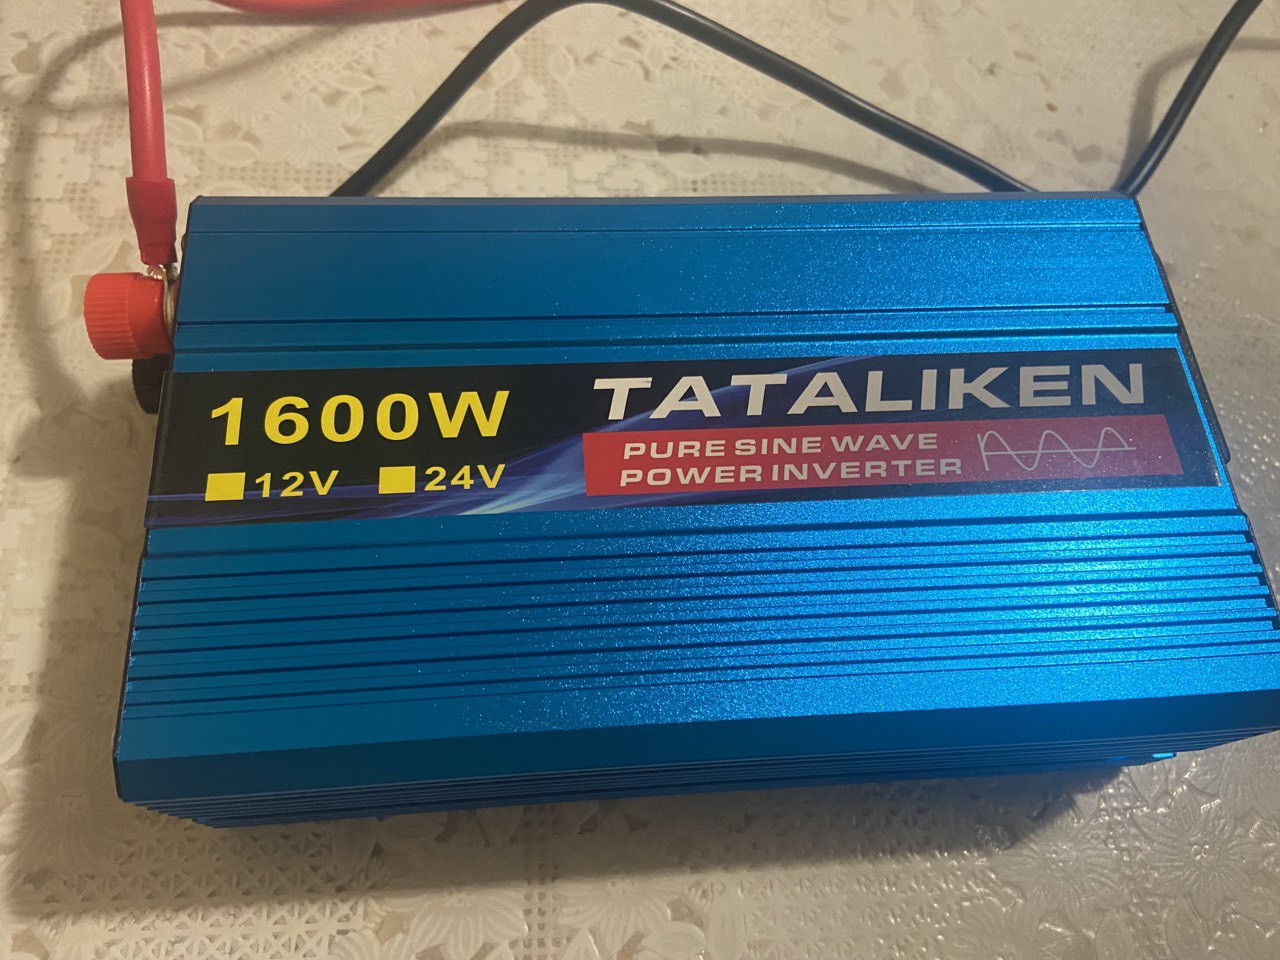 1600W
12V 24V
TATALIKEN
PURE SINE WAVE
POWER INVERTER